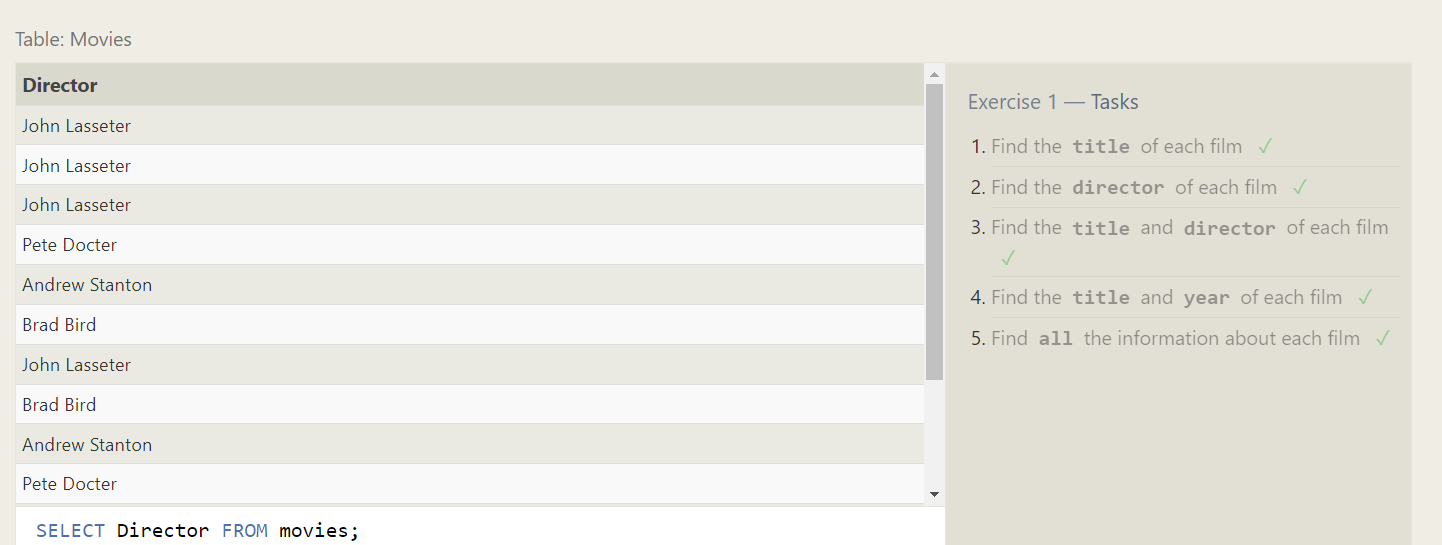 Table: Movies
Director
John Lasseter
John Lasseter
John Lasseter
Pete Docter
Andrew Stanton
Brad Bird
John Lasseter
Brad Bird
Andrew Stanton
Pete Docter
SELECT Director FROM movies;
Exercise 1 — Tasks
1. Find the title of each film ✓
2. Find the director of each film ✓
3. Find the title and director of each film
✓
4. Find the title and year of each film ✓
5. Find all the information about each film ✓